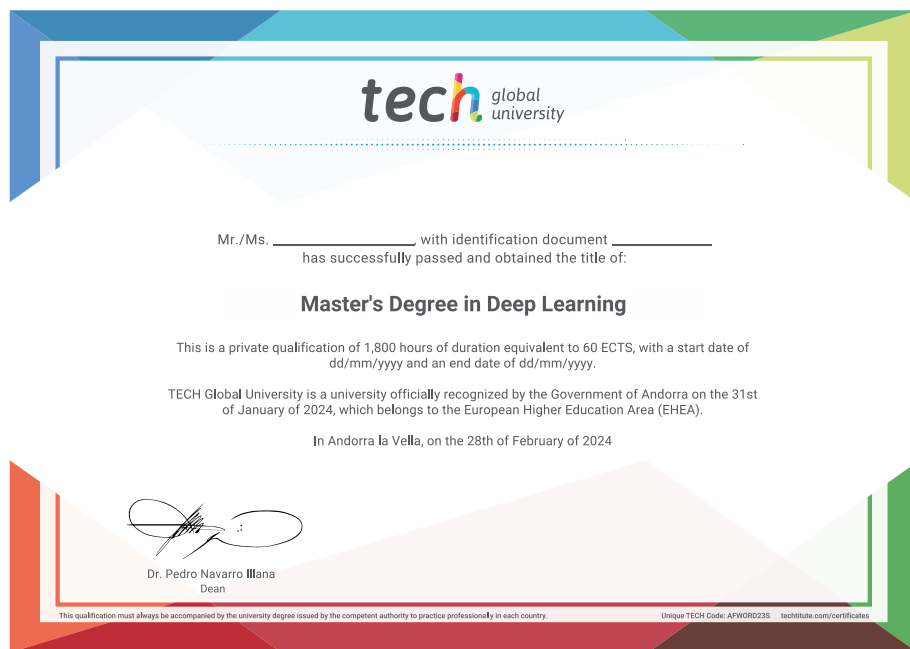 tech global university
Mr./Ms. ____________, with identification document ____________
has successfully passed and obtained the title of:
Master's Degree in Deep Learning
This is a private qualification of 1,800 hours of duration equivalent to 60 ECTS, with a start date of
dd/mm/yyyy and an end date of dd/mm/yyyy.
TECH Global University is a university officially recognized by the Government of Andorra on the 31st
of January of 2024, which belongs to the European Higher Education Area (EHEA).
In Andorra la Vella, on the 28th of February of 2024
Dr. Pedro Navarro Illana
Dean
This qualification must always be accompanied by the university degree issued by the competent authority to practice professionally in each country.
Unique TECH Code: AFWORD23S techtitute.com/certificates